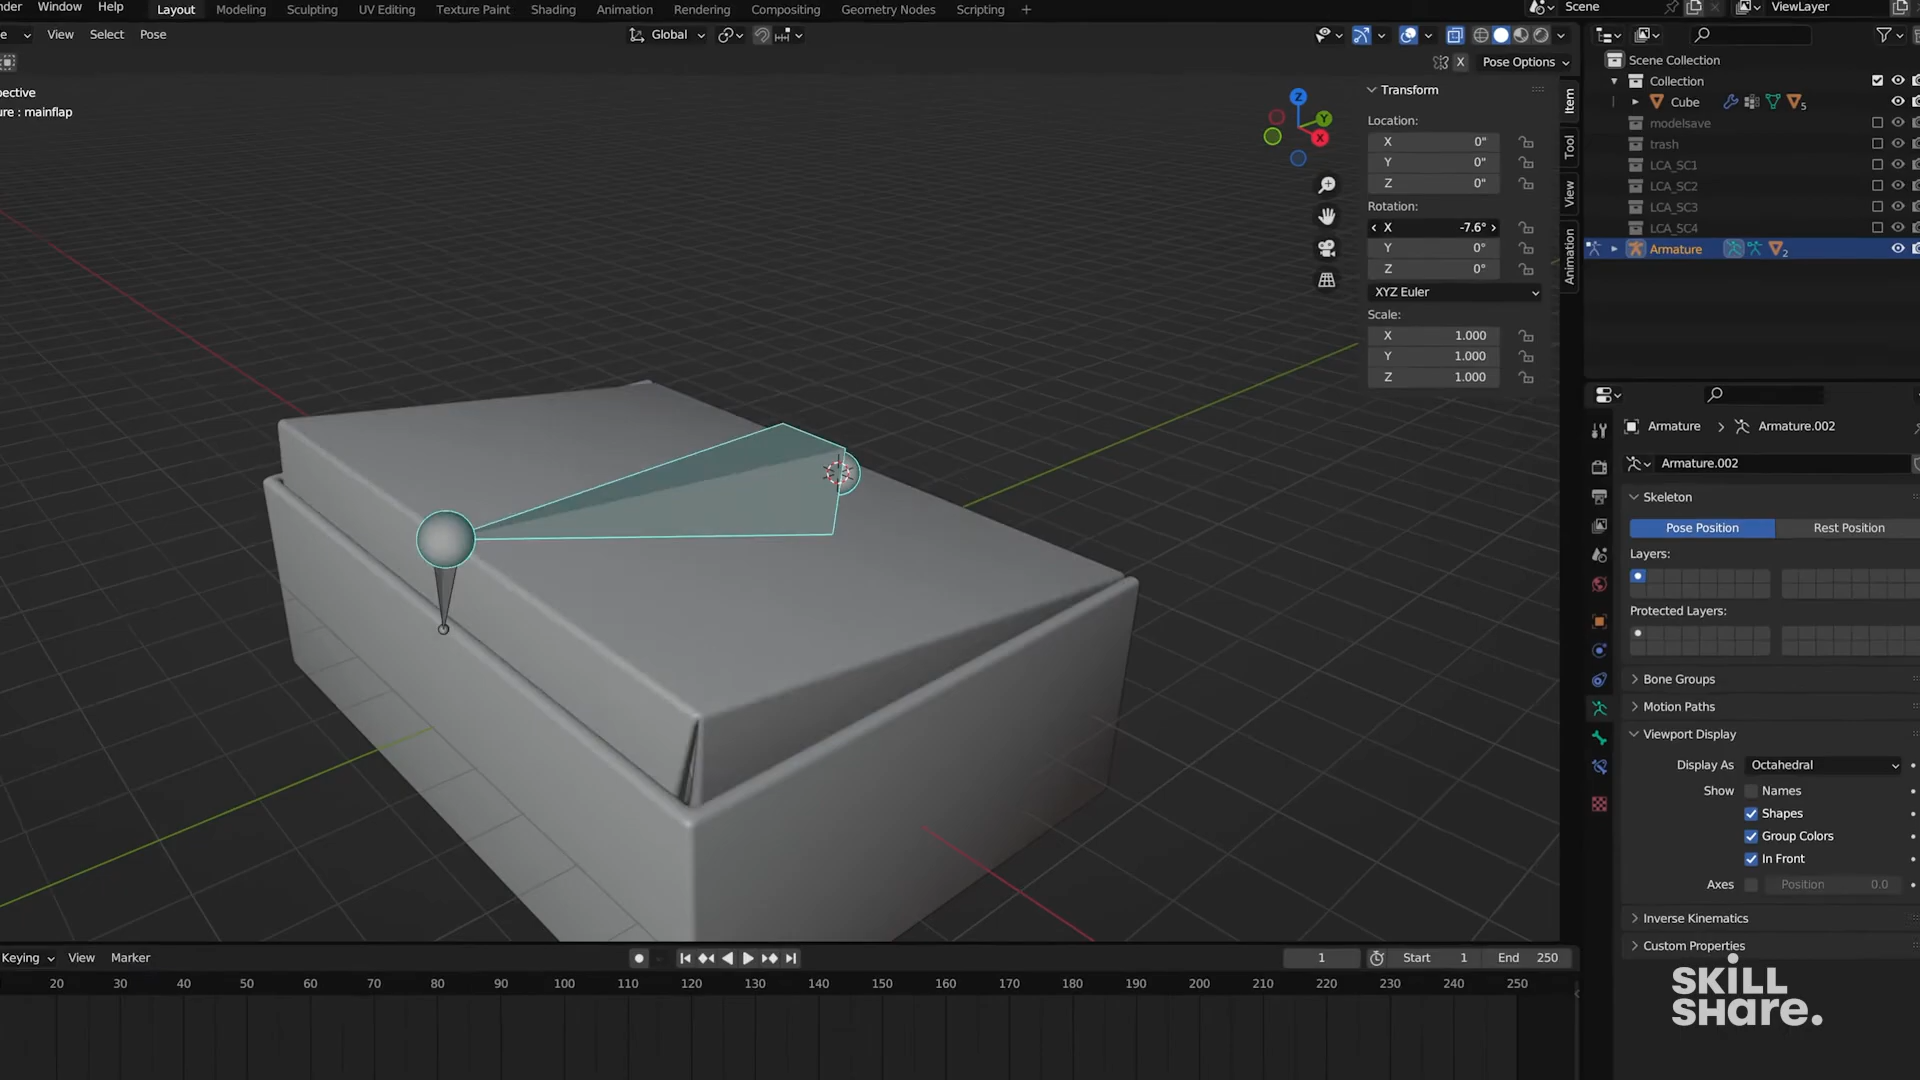 nder Window Help Layout Modeling Sculpting UV Editing Texture Paint Shading Animation Rendering Compositing Geometry Nodes Scripting + Scene ViewLayer
e View Select Pose Global
X Pose Options
pective
ure : mainflap
Transform
Location:
X 0"
Y 0"
Z 0"
Rotation:
X -7.6°
Y 0°
Z 0°
XYZ Euler
Scale:
X 1.000
Y 1.000
Z 1.000
Z
Y
X
Item
Tool
View
Animation
Scene Collection
Collection
Cube 5
modelsave
trash
LCA_SC1
LCA_SC2
LCA_SC3
LCA_SC4
Armature 2
Armature > Armature.002
Armature.002
Skeleton
Pose Position Rest Position
Layers:
Protected Layers:
Bone Groups
Motion Paths
Viewport Display
Display As Octahedral
Show Names
Shapes
Group Colors
In Front
Axes Position 0.0
Inverse Kinematics
Custom Properties
Keying View Marker 1 Start 1 End 250
20 30 40 50 60 70 80 90 100 110 120 130 140 150 160 170 180 190 200 210 220 230 240 250
SKILL
SHARE.